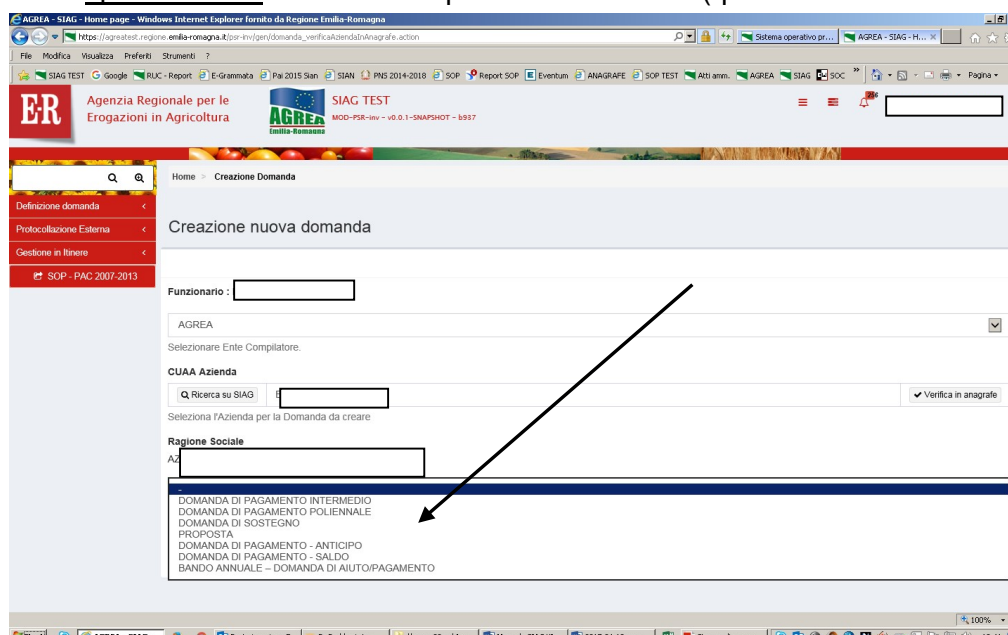 AGREA - SIAG - Home page - Windows Internet Explorer fornito da Regione Emilia-Romagna
https://agreatest.regione.emilia-romagna.it/psr-inv/gen/domanda_verificaAziendaInAnagrafe.action
Sistema operativo pr...
AGREA - SIAG - H...
File Modifica Visualizza Preferiti Strumenti ?
SIAG TEST Google RUC - Report E-Grammata Pai 2015 Sian SIAN PNS 2014-2018 SOP Report SOP Eventum ANAGRAFE SOP TEST Atti amm. AGREA SIAG SOC » Pagina
E·R
Agenzia Regionale per le
Erogazioni in Agricoltura
AGREA
Emilia-Romagna
SIAG TEST
MOD-PSR-inv - v0.0.1-SNAPSHOT - b937
Home > Creazione Domanda
Definizione domanda
Protocollazione Esterna
Gestione in Itinere
SOP - PAC 2007-2013
Creazione nuova domanda
Funzionario :
AGREA
Selezionare Ente Compilatore.
CUAA Azienda
Ricerca su SIAG
Verifica in anagrafe
Seleziona l'Azienda per la Domanda da creare
Ragione Sociale
AZ
-
DOMANDA DI PAGAMENTO INTERMEDIO
DOMANDA DI PAGAMENTO POLIENNALE
DOMANDA DI SOSTEGNO
PROPOSTA
DOMANDA DI PAGAMENTO - ANTICIPO
DOMANDA DI PAGAMENTO - SALDO
BANDO ANNUALE – DOMANDA DI AIUTO/PAGAMENTO
100%